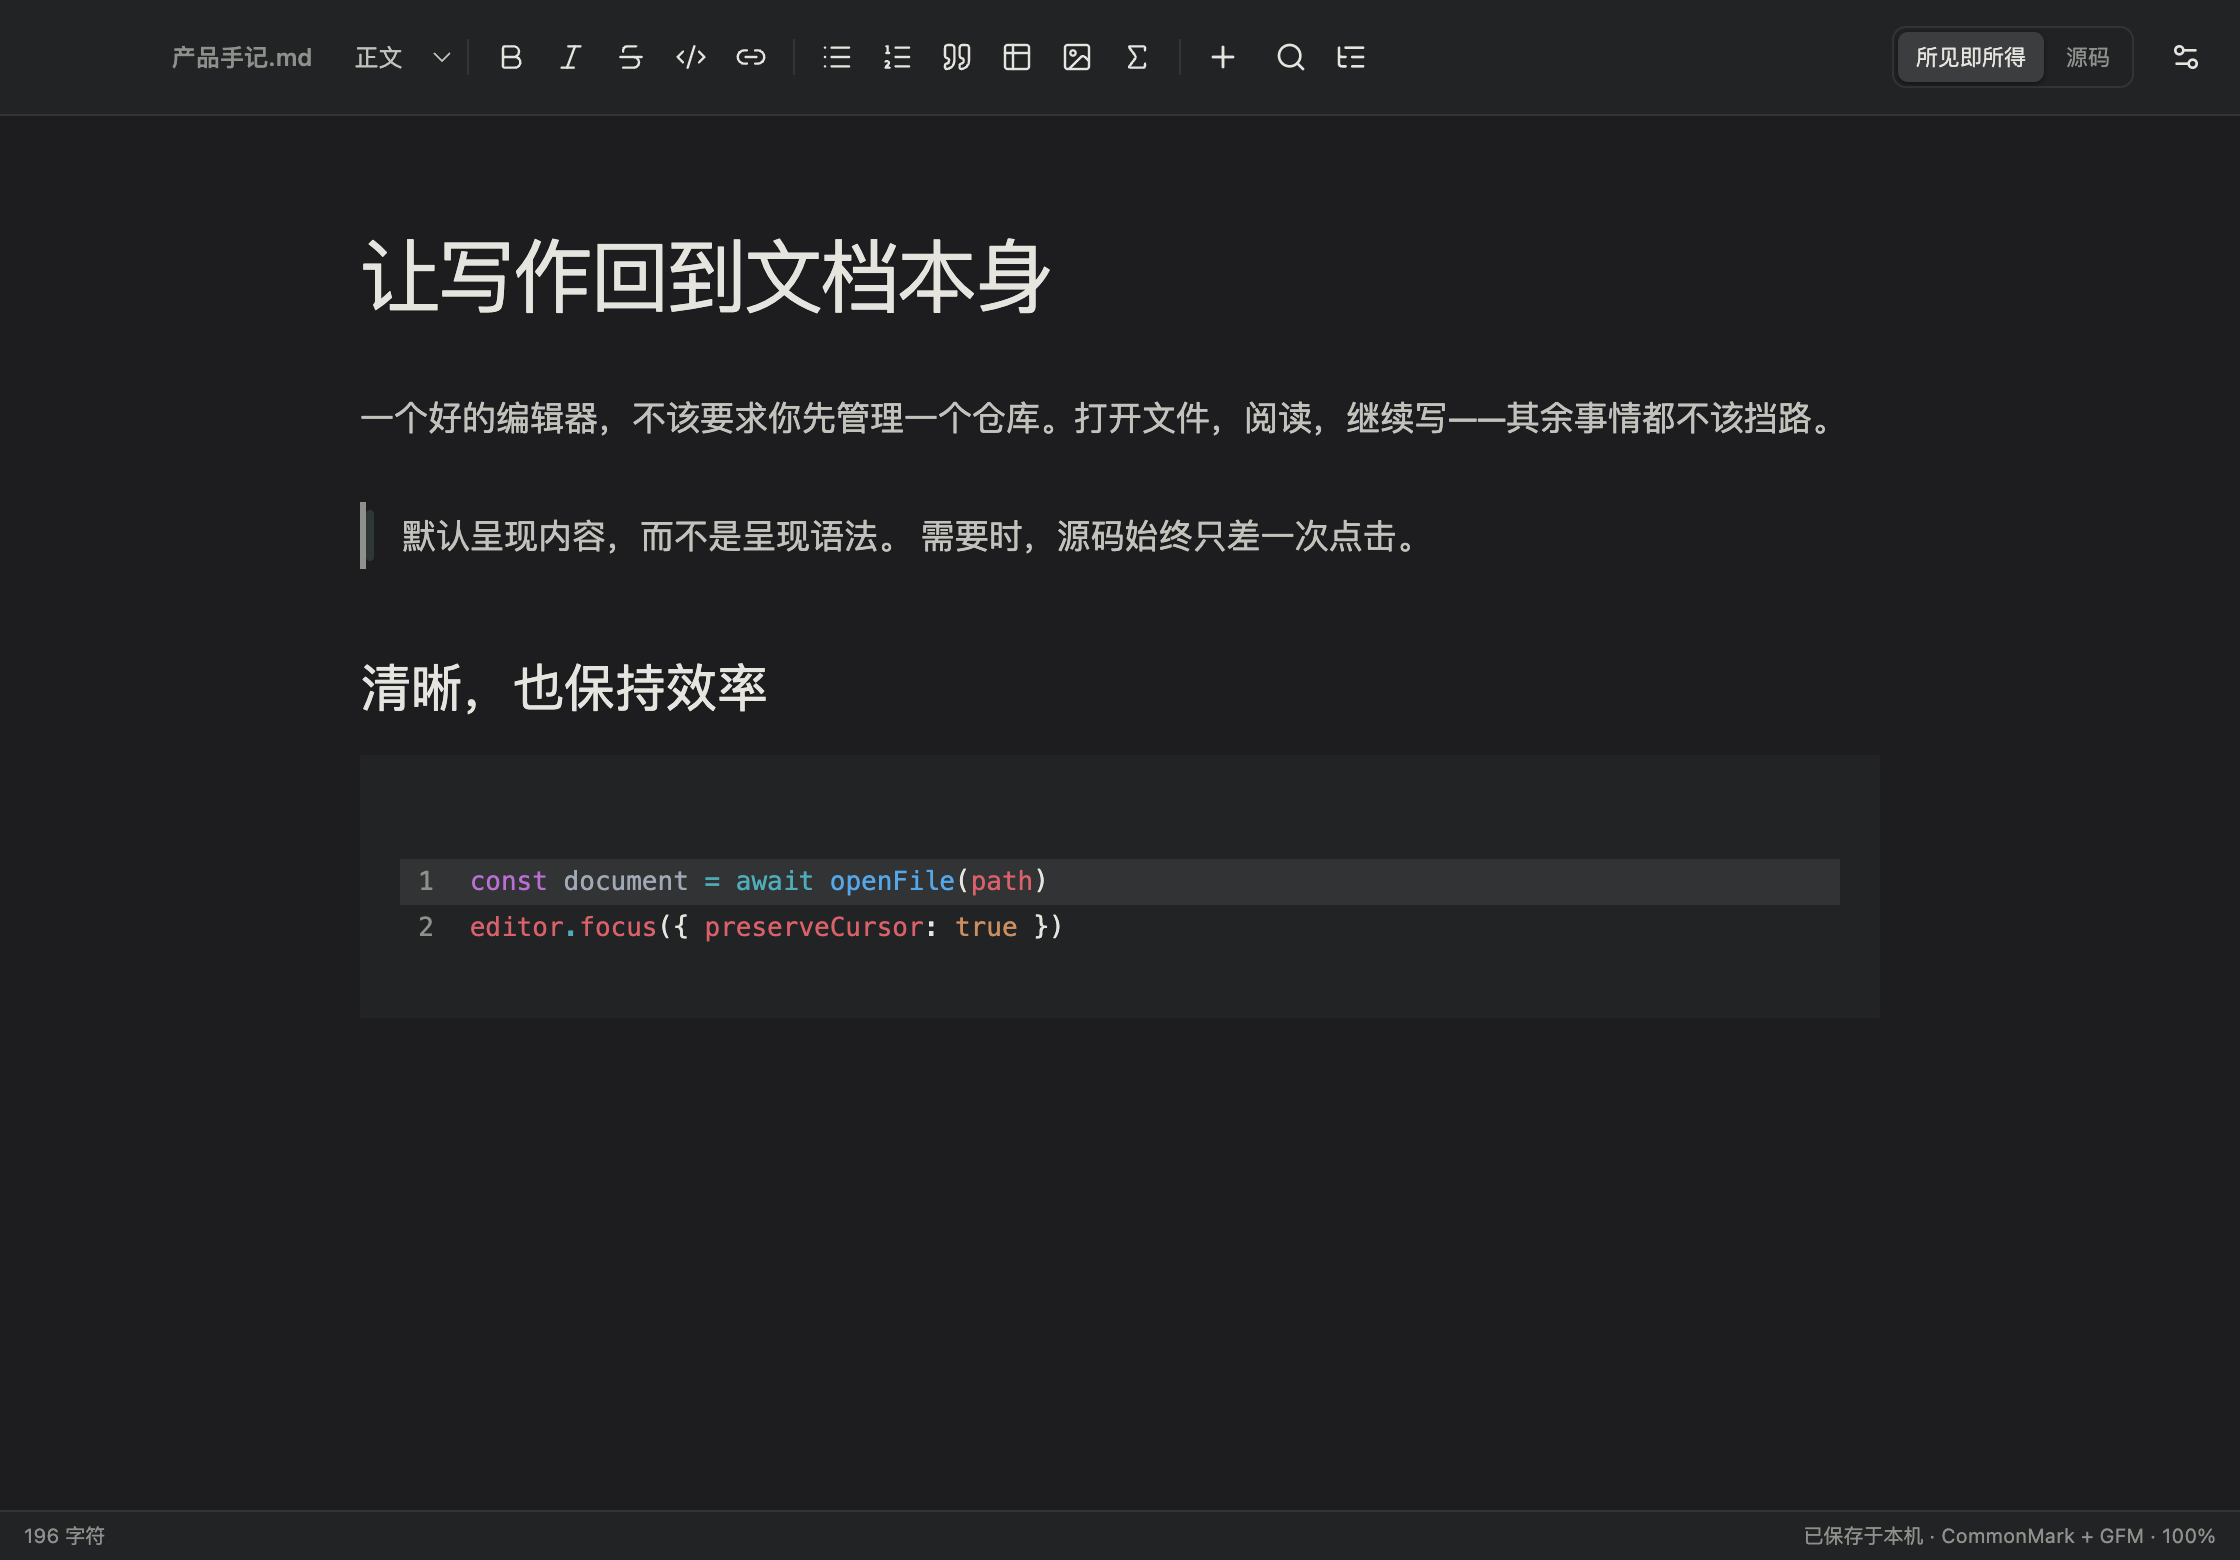 产品手记.md 正文 所见即所得 源码
让写作回到文档本身
一个好的编辑器，不该要求你先管理一个仓库。打开文件，阅读，继续写——其余事情都不该挡路。
默认呈现内容，而不是呈现语法。 需要时，源码始终只差一次点击。
清晰，也保持效率
1 const document = await openFile(path)
2 editor.focus({ preserveCursor: true })
196 字符 已保存于本机 · CommonMark + GFM · 100%